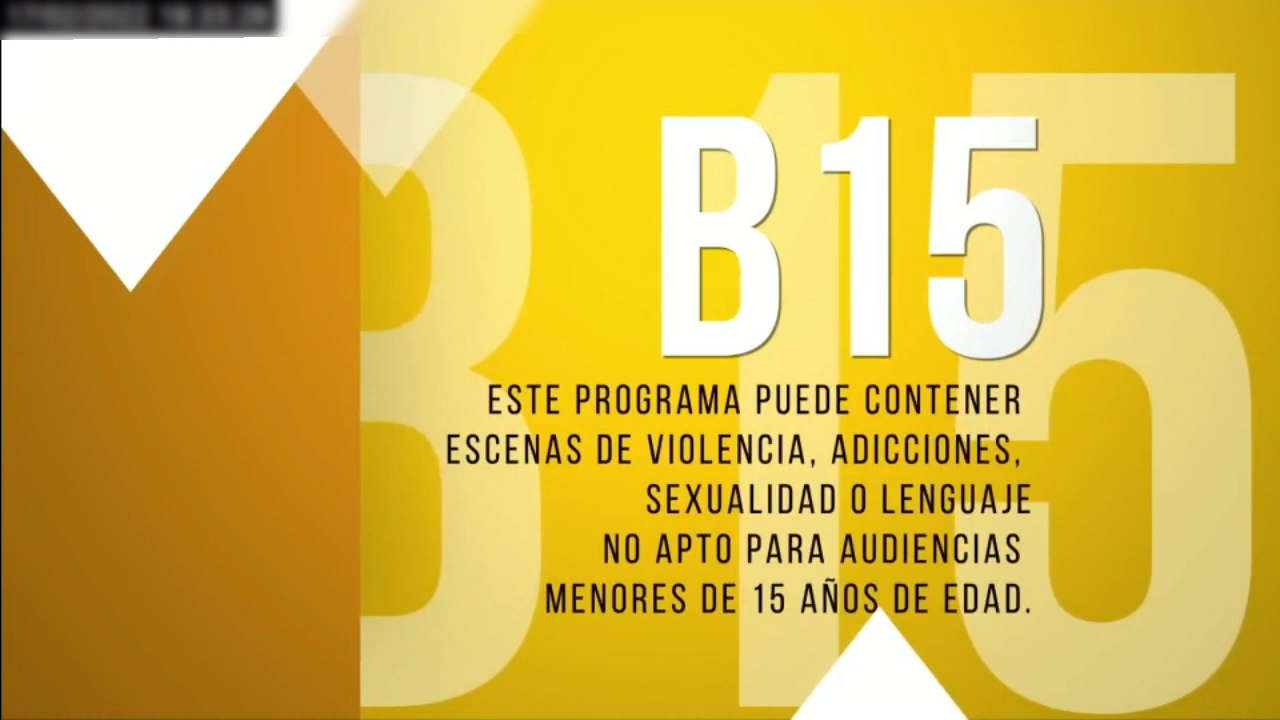 B15
ESTE PROGRAMA PUEDE CONTENER
ESCENAS DE VIOLENCIA, ADICCIONES,
SEXUALIDAD O LENGUAJE
NO APTO PARA AUDIENCIAS
MENORES DE 15 AÑOS DE EDAD.